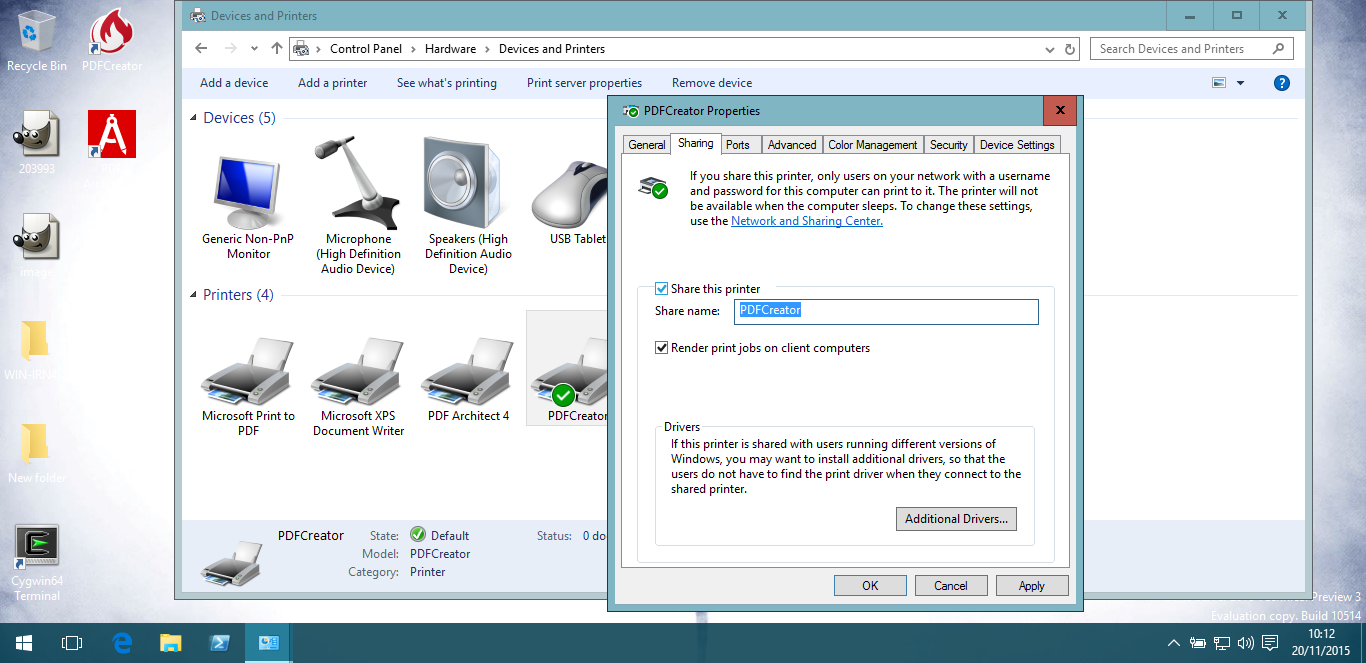 Recycle Bin
PDFCreator
203993
image
New folder
Cygwin64
Terminal
Devices and Printers
Control Panel > Hardware > Devices and Printers
Search Devices and Printers
Add a device
Add a printer
See what's printing
Print server properties
Remove device
Devices (5)
Generic Non-PnP
Monitor
Microphone
(High Definition
Audio Device)
Speakers (High
Definition Audio
Device)
USB Tablet
Printers (4)
Microsoft Print to
PDF
Microsoft XPS
Document Writer
PDF Architect 4
PDFCreator
PDFCreator
State: Default
Status: 0 do
Model: PDFCreator
Category: Printer
PDFCreator Properties
General Sharing Ports Advanced Color Management Security Device Settings
If you share this printer, only users on your network with a username
and password for this computer can print to it. The printer will not
be available when the computer sleeps. To change these settings,
use the Network and Sharing Center.
Share this printer
Share name: PDFCreator
Render print jobs on client computers
Drivers
If this printer is shared with users running different versions of
Windows, you may want to install additional drivers, so that the
users do not have to find the print driver when they connect to the
shared printer.
Additional Drivers...
OK Cancel Apply
Preview 3
Evaluation copy. Build 10514
10:12
20/11/2015